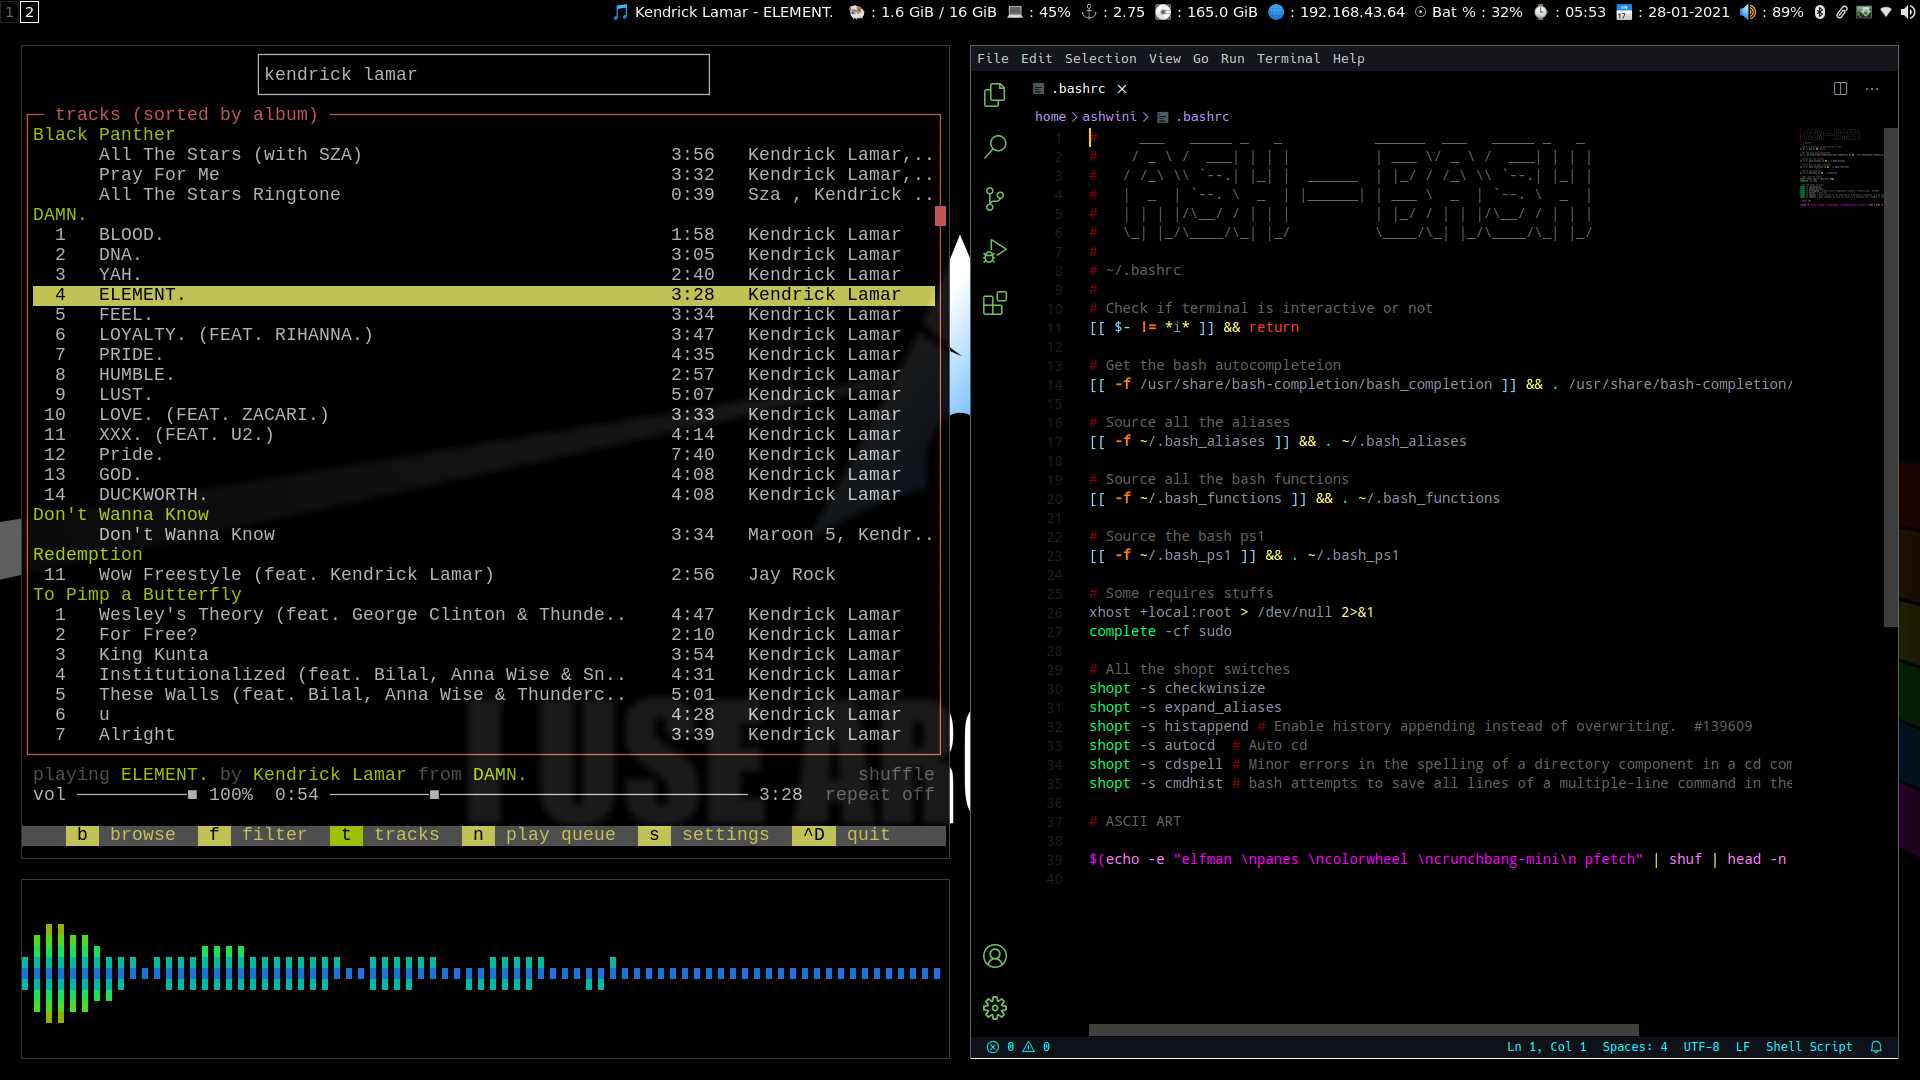 1 2 Kendrick Lamar - ELEMENT. : 1.6 GiB / 16 GiB : 45% : 2.75 : 165.0 GiB : 192.168.43.64 Bat % : 32% : 05:53 : 28-01-2021 : 89%
kendrick lamar
tracks (sorted by album)
Black Panther
All The Stars (with SZA) 3:56 Kendrick Lamar,..
Pray For Me 3:32 Kendrick Lamar,..
All The Stars Ringtone 0:39 Sza , Kendrick ..
DAMN.
1 BLOOD. 1:58 Kendrick Lamar
2 DNA. 3:05 Kendrick Lamar
3 YAH. 2:40 Kendrick Lamar
4 ELEMENT. 3:28 Kendrick Lamar
5 FEEL. 3:34 Kendrick Lamar
6 LOYALTY. (FEAT. RIHANNA.) 3:47 Kendrick Lamar
7 PRIDE. 4:35 Kendrick Lamar
8 HUMBLE. 2:57 Kendrick Lamar
9 LUST. 5:07 Kendrick Lamar
10 LOVE. (FEAT. ZACARI.) 3:33 Kendrick Lamar
11 XXX. (FEAT. U2.) 4:14 Kendrick Lamar
12 Pride. 7:40 Kendrick Lamar
13 GOD. 4:08 Kendrick Lamar
14 DUCKWORTH. 4:08 Kendrick Lamar
Don't Wanna Know
Don't Wanna Know 3:34 Maroon 5, Kendr..
Redemption
11 Wow Freestyle (feat. Kendrick Lamar) 2:56 Jay Rock
To Pimp a Butterfly
1 Wesley's Theory (feat. George Clinton & Thunde.. 4:47 Kendrick Lamar
2 For Free? 2:10 Kendrick Lamar
3 King Kunta 3:54 Kendrick Lamar
4 Institutionalized (feat. Bilal, Anna Wise & Sn.. 4:31 Kendrick Lamar
5 These Walls (feat. Bilal, Anna Wise & Thunderc.. 5:01 Kendrick Lamar
6 u 4:28 Kendrick Lamar
7 Alright 3:39 Kendrick Lamar
I USE AR
playing ELEMENT. by Kendrick Lamar from DAMN. shuffle
vol 100% 0:54 3:28 repeat off
b browse f filter t tracks n play queue s settings ^D quit
File Edit Selection View Go Run Terminal Help
.bashrc
home > ashwini > .bashrc
1 #
2 #
3 #
4 #
5 #
6 #
ASH-BASH
7 #
8 # ~/.bashrc
9 #
10 # Check if terminal is interactive or not
11 [[ $- != *i* ]] && return
12
13 # Get the bash autocompleteion
14 [[ -f /usr/share/bash-completion/bash_completion ]] && . /usr/share/bash-completion/
15
16 # Source all the aliases
17 [[ -f ~/.bash_aliases ]] && . ~/.bash_aliases
18
19 # Source all the bash functions
20 [[ -f ~/.bash_functions ]] && . ~/.bash_functions
21
22 # Source the bash ps1
23 [[ -f ~/.bash_ps1 ]] && . ~/.bash_ps1
24
25 # Some requires stuffs
26 xhost +local:root > /dev/null 2>&1
27 complete -cf sudo
28
29 # All the shopt switches
30 shopt -s checkwinsize
31 shopt -s expand_aliases
32 shopt -s histappend # Enable history appending instead of overwriting. #139609
33 shopt -s autocd # Auto cd
34 shopt -s cdspell # Minor errors in the spelling of a directory component in a cd com
35 shopt -s cmdhist # bash attempts to save all lines of a multiple-line command in the
36
37 # ASCII ART
38
39 $(echo -e "elfman \npanes \ncolorwheel \ncrunchbang-mini\n pfetch" | shuf | head -n
40
0 0 Ln 1, Col 1 Spaces: 4 UTF-8 LF Shell Script